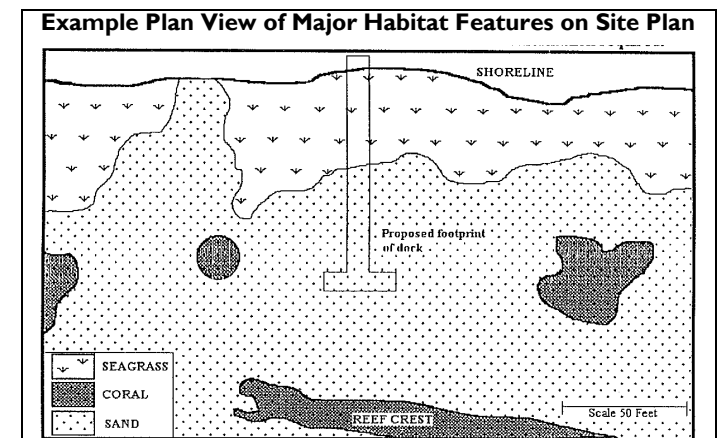 Example Plan View of Major Habitat Features on Site Plan
SHORELINE
Proposed footprint
of dock
SEAGRASS
CORAL
SAND
REEF CREST
Scale 50 Feet